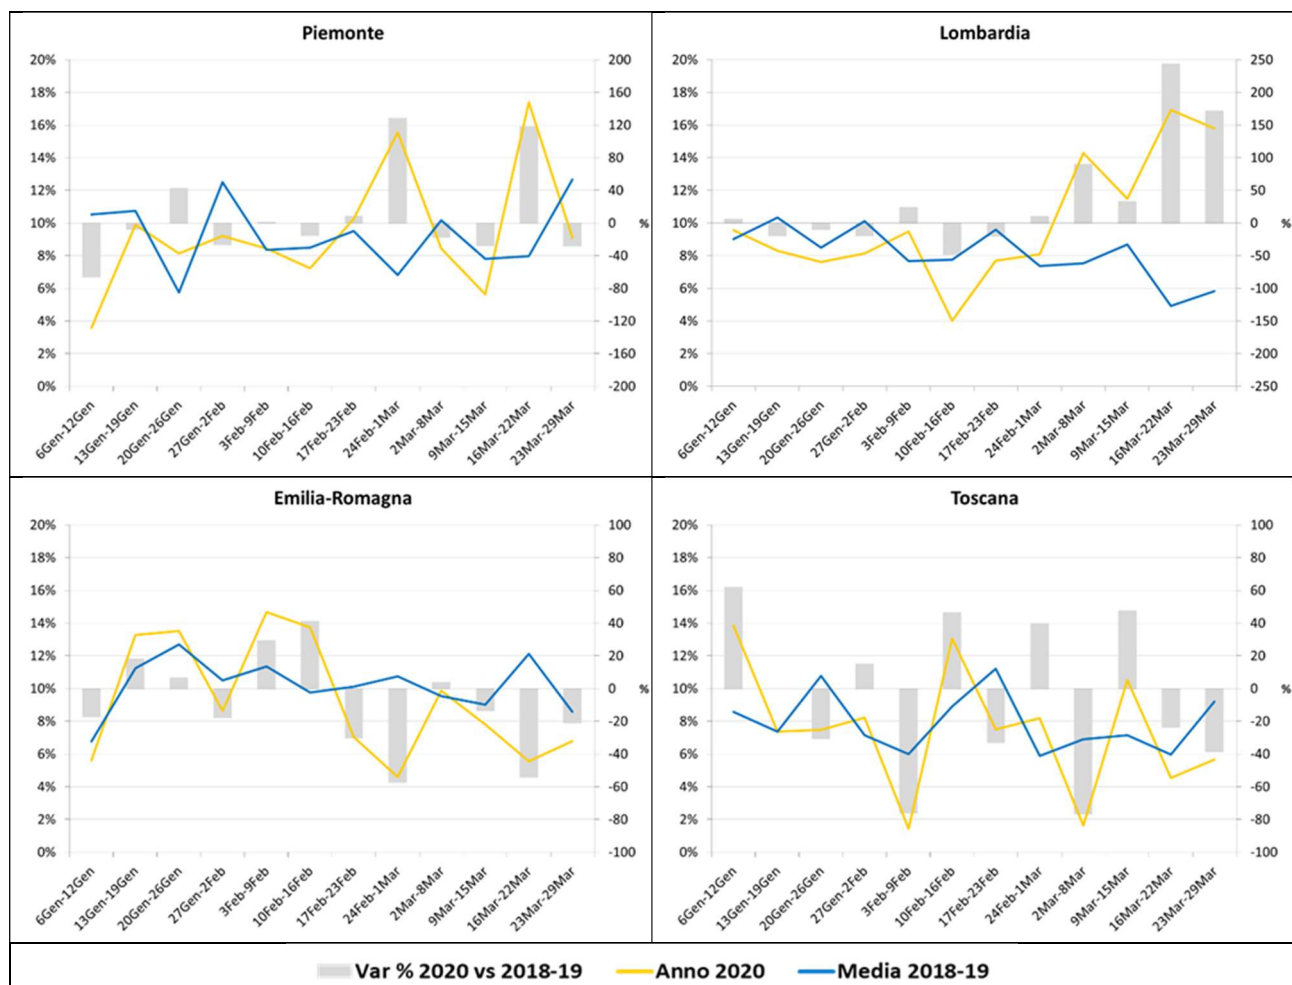 Piemonte
20%
18%
16%
14%
12%
10%
8%
6%
4%
2%
0%
200
160
120
80
40
0
-40
-80
-120
-160
-200
%
6Gen-12Gen
13Gen-19Gen
20Gen-26Gen
27Gen-2Feb
3Feb-9Feb
10Feb-16Feb
17Feb-23Feb
24Feb-1Mar
2Mar-8Mar
9Mar-15Mar
16Mar-22Mar
23Mar-29Mar
Lombardia
20%
18%
16%
14%
12%
10%
8%
6%
4%
2%
0%
250
200
150
100
50
0
-50
-100
-150
-200
-250
%
6Gen-12Gen
13Gen-19Gen
20Gen-26Gen
27Gen-2Feb
3Feb-9Feb
10Feb-16Feb
17Feb-23Feb
24Feb-1Mar
2Mar-8Mar
9Mar-15Mar
16Mar-22Mar
23Mar-29Mar
Emilia-Romagna
20%
18%
16%
14%
12%
10%
8%
6%
4%
2%
0%
100
80
60
40
20
0
-20
-40
-60
-80
-100
%
6Gen-12Gen
13Gen-19Gen
20Gen-26Gen
27Gen-2Feb
3Feb-9Feb
10Feb-16Feb
17Feb-23Feb
24Feb-1Mar
2Mar-8Mar
9Mar-15Mar
16Mar-22Mar
23Mar-29Mar
Toscana
20%
18%
16%
14%
12%
10%
8%
6%
4%
2%
0%
100
80
60
40
20
0
-20
-40
-60
-80
-100
%
6Gen-12Gen
13Gen-19Gen
20Gen-26Gen
27Gen-2Feb
3Feb-9Feb
10Feb-16Feb
17Feb-23Feb
24Feb-1Mar
2Mar-8Mar
9Mar-15Mar
16Mar-22Mar
23Mar-29Mar
Var % 2020 vs 2018-19 Anno 2020 Media 2018-19